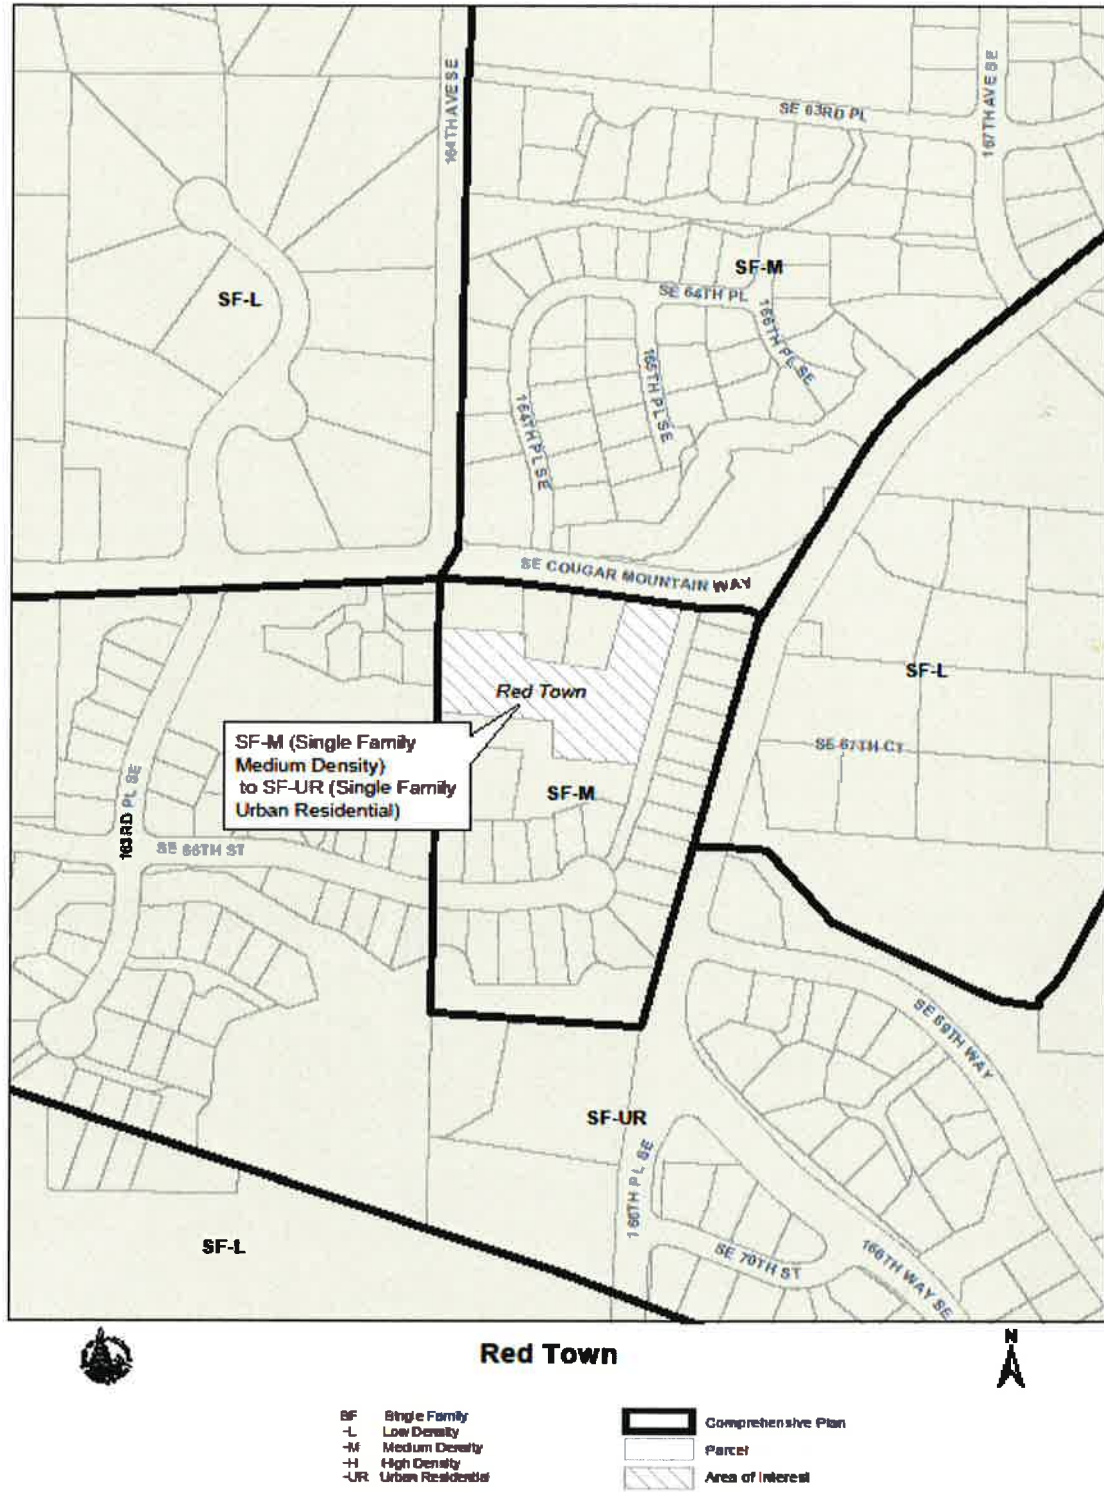 164TH AVE SE
SE 63RD PL
167TH AVE SE
SF-M
SF-L
SE 64TH PL
166TH PL SE
165TH PL SE
164TH PL SE
SE COUGAR MOUNTAIN WAY
SF-L
Red Town
SF-M (Single Family
Medium Density)
to SF-UR (Single Family
Urban Residential)
SE 67TH CT
SF-M
163RD PL SE
SE 66TH ST
SE 69TH WAY
SF-UR
166TH PL SE
SF-L
SE 70TH ST
166TH WAY SE
Red Town
N
SF Single Family
-L Low Density
-M Medium Density
-H High Density
-UR Urban Residential
Comprehensive Plan
Parcel
Area of Interest